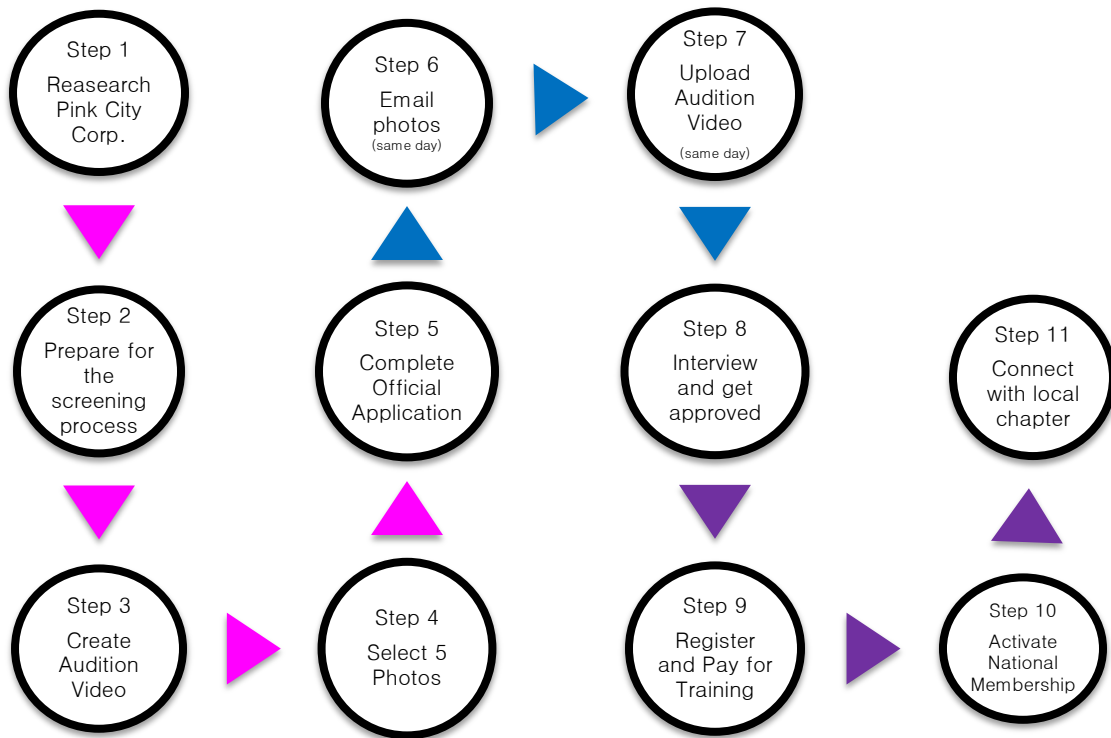 Step 1
Reasearch
Pink City
Corp.
Step 2
Prepare for
the
screening
process
Step 3
Create
Audition
Video
Step 4
Select 5
Photos
Step 5
Complete
Official
Application
Step 6
Email
photos
(same day)
Step 7
Upload
Audition
Video
(same day)
Step 8
Interview
and get
approved
Step 9
Register
and Pay for
Training
Step 10
Activate
National
Membership
Step 11
Connect
with local
chapter